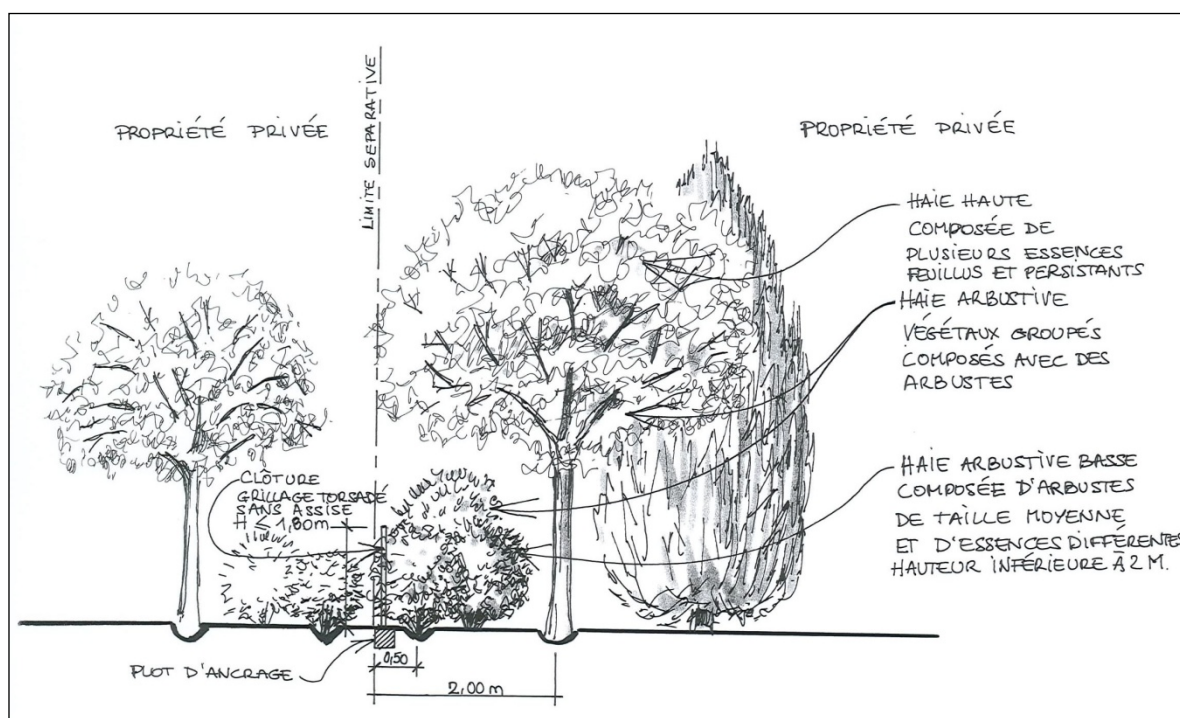 PROPRIÉTÉ PRIVÉE
LIMITE SEPARATIVE
PROPRIÉTÉ PRIVÉE
HAIE HAUTE
COMPOSÉE DE
PLUSIEURS ESSENCES
FEUILLUS ET PERSISTANTS
HAIE ARBUSTIVE
VÉGÉTAUX GROUPÉS
COMPOSÉS AVEC DES
ARBUSTES
HAIE ARBUSTIVE BASSE
COMPOSÉE D'ARBUSTES
DE TAILLE MOYENNE
ET D'ESSENCES DIFFÉRENTES
HAUTEUR INFÉRIEURE À 2 M.
CLÔTURE
GRILLAGE TORSADÉ
SANS ASSISE
H ≤ 1,80m
PLOT D'ANCRAGE
0,50
2,00 m